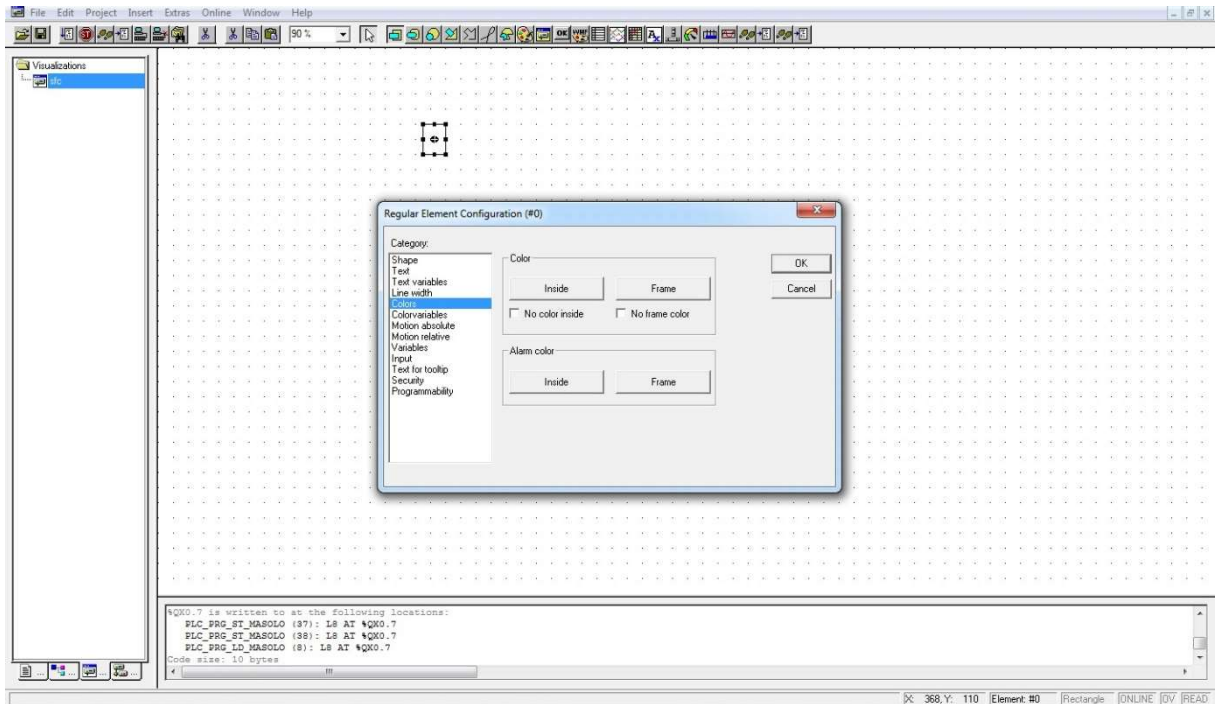 File Edit Project Insert Extras Online Window Help
90 %
OK
Visualizations
sfc
Regular Element Configuration (#0)
Category:
Shape
Text
Text variables
Line width
Colors
Colorvariables
Motion absolute
Motion relative
Variables
Input
Text for tooltip
Security
Programmability
Color
Inside Frame
No color inside No frame color
Alarm color
Inside Frame
OK
Cancel
%QX0.7 is written to at the following locations:
PLC_PRG_ST_MASOLO (37): L8 AT %QX0.7
PLC_PRG_ST_MASOLO (38): L8 AT %QX0.7
PLC_PRG_LD_MASOLO (8): L8 AT %QX0.7
Code size: 10 bytes
X: 368, Y: 110 Element: #0 Rectangle ONLINE OV READ